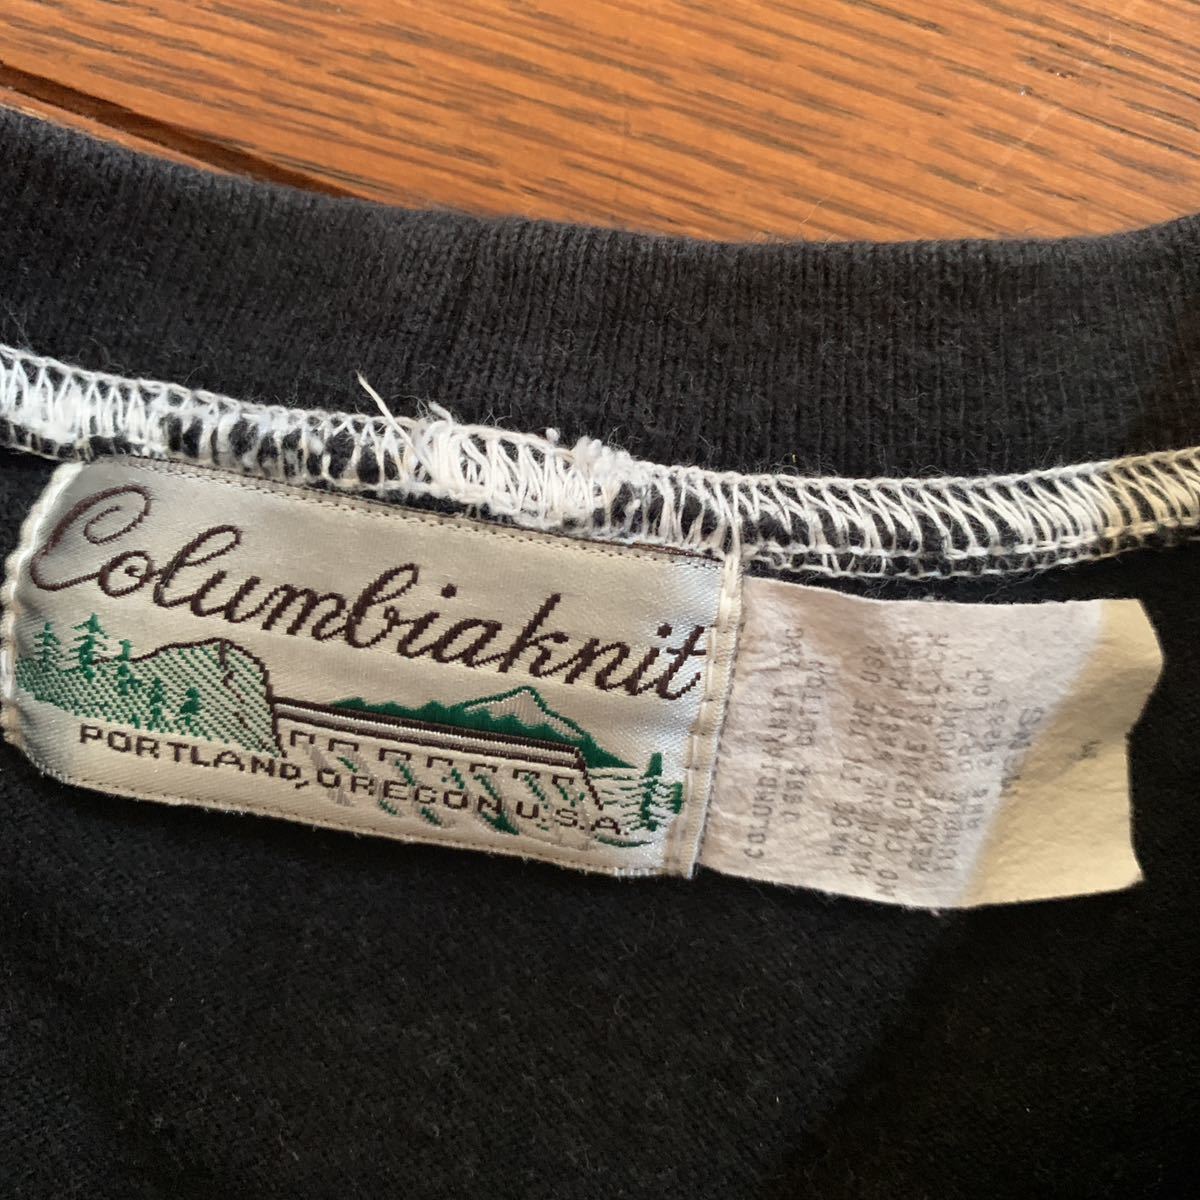 Columbiaknit
PORTLAND, OREGON U.S.A.
COLUMBIAKNIT INC
100% COTTON
MADE IN THE USA
MACHINE WASH WARM
NO CHLORINE BLEACH
REMOVE PROMPTLY
TUMBLE DRY